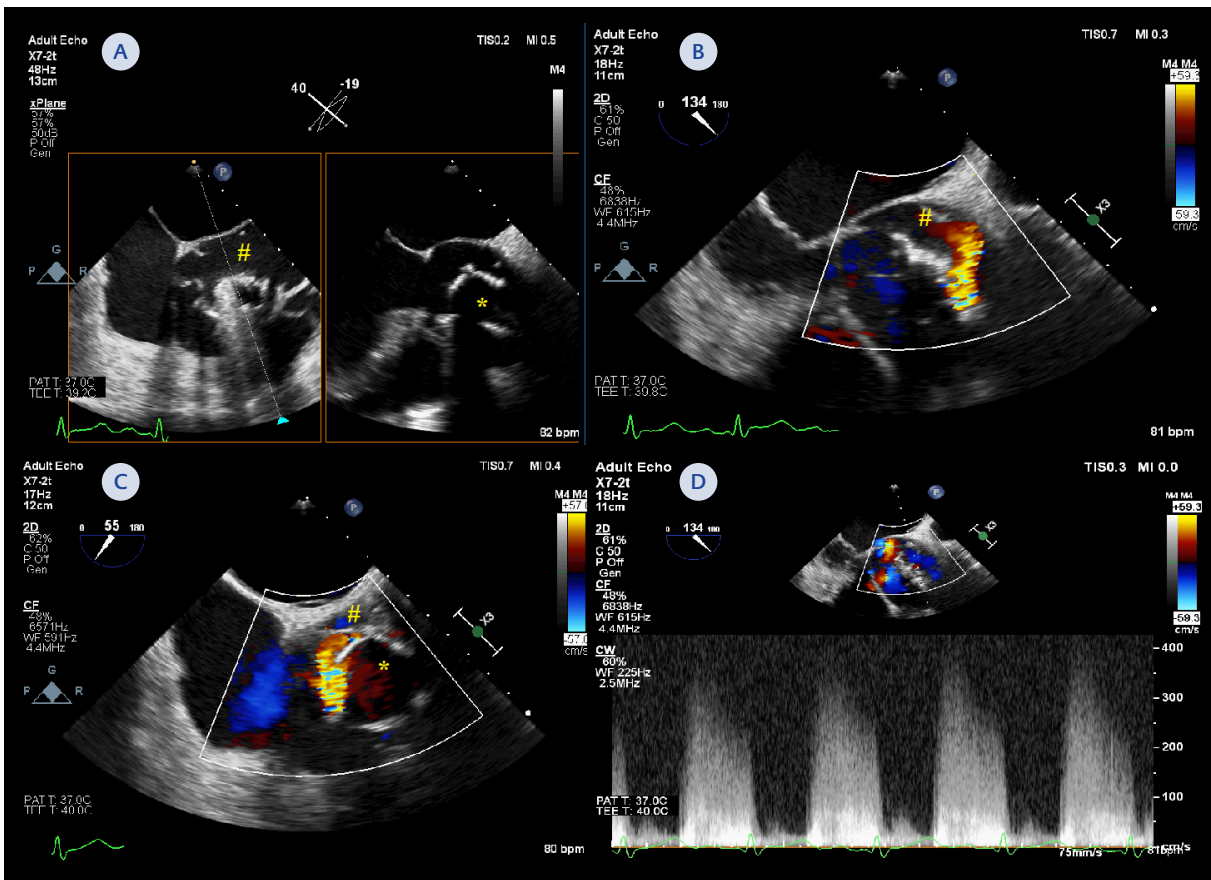 Adult Echo
X7-2t
48Hz
13cm
xPlane
57%
57%
50dB
P Off
Gen
A
TIS0.2 MI 0.5
M4
40 -19
P
#
*
G
P R
PAT T: 37.0C
TEE T: 39.2C
82 bpm
Adult Echo
X7-2t
18Hz
11cm
2D
61%
C 50
P Off
Gen
CF
48%
6838Hz
WF 615Hz
4.4MHz
B
TIS0.7 MI 0.3
M4 M4
+59.3
59.3
cm/s
0 134 180
P
#
X3
G
P R
PAT T: 37.0C
TEE T: 39.8C
81 bpm
Adult Echo
X7-2t
17Hz
12cm
2D
62%
C 50
P Off
Gen
CF
48%
6571Hz
WF 591Hz
4.4MHz
C
TIS0.7 MI 0.4
M4 M4
+57.0
-57.0
cm/s
0 55 180
P
#
*
X3
G
P R
PAT T: 37.0C
TEE T: 40.0C
80 bpm
Adult Echo
X7-2t
18Hz
11cm
2D
61%
C 50
P Off
Gen
CF
48%
6838Hz
WF 615Hz
4.4MHz
CW
60%
WF 225Hz
2.5MHz
D
TIS0.3 MI 0.0
M4 M4
+59.3
-59.3
cm/s
0 134 180
P
X3
400
300
200
100
cm/s
PAT T: 37.0C
TEE T: 40.0C
75mm/s
81bpm